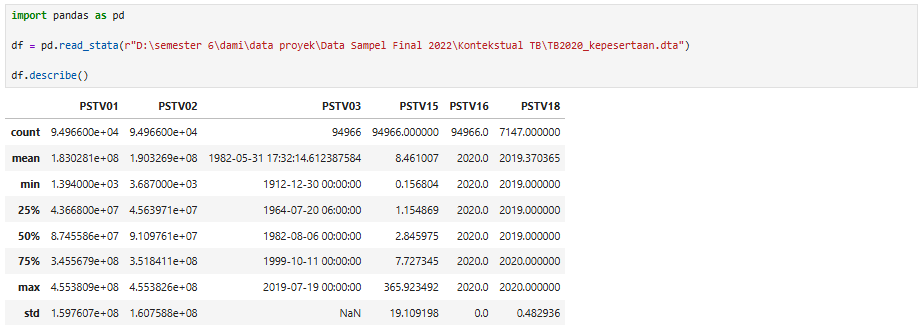 import pandas as pd
df = pd.read_stata(r"D:\semester 6\dami\data proyek\Data Sampel Final 2022\Kontekstual TB\TB2020_kepesertaan.dta")
df.describe()
PSTV01 PSTV02 PSTV03 PSTV15 PSTV16 PSTV18
count 9.496600e+04 9.496600e+04 94966 94966.000000 94966.0 7147.000000
mean 1.830281e+08 1.903269e+08 1982-05-31 17:32:14.612387584 8.461007 2020.0 2019.370365
min 1.394000e+03 3.687000e+03 1912-12-30 00:00:00 0.156804 2020.0 2019.000000
25% 4.366800e+07 4.563971e+07 1964-07-20 06:00:00 1.154869 2020.0 2019.000000
50% 8.745586e+07 9.109761e+07 1982-08-06 00:00:00 2.845975 2020.0 2019.000000
75% 3.455679e+08 3.518411e+08 1999-10-11 00:00:00 7.727345 2020.0 2020.000000
max 4.553809e+08 4.553826e+08 2019-07-19 00:00:00 365.923492 2020.0 2020.000000
std 1.597607e+08 1.607588e+08 NaN 19.109198 0.0 0.482936